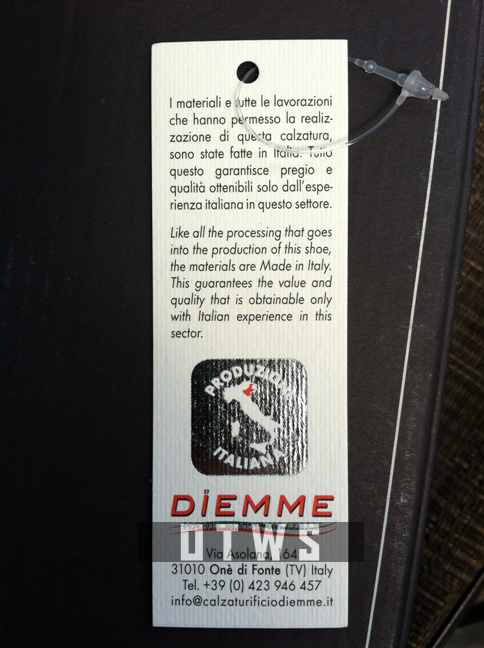 I materiali e tutte le lavorazioni
che hanno permesso la realiz-
zazione di questa calzatura,
sono state fatte in Italia. Tutto
questo garantisce pregio e
qualità ottenibili solo dall'espe-
rienza italiana in questo settore.
Like all the processing that goes
into the production of this shoe,
the materials are Made in Italy.
This guarantees the value and
quality that is obtainable only
with Italian experience in this
sector.
PRODUZIONE
ITALIANA
DIEMME
UTWS
Via Asolana, 64
31010 Onè di Fonte (TV) Italy
Tel. +39 (0) 423 946 457
info@calzaturificiodiemme.it